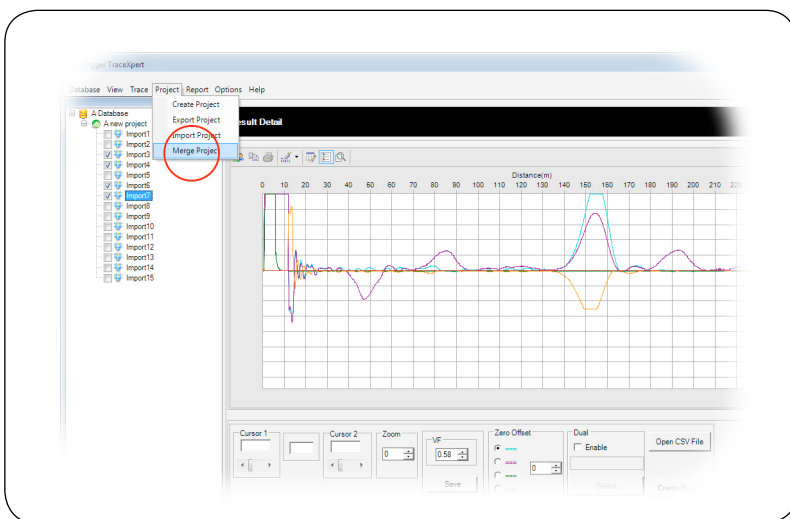 TraceXpert
Database View Trace Project Report Options Help
Create Project
Export Project
Import Project
Merge Project
A Database
A new project
Import1
Import2
Import3
Import4
Import5
Import6
Import7
Import8
Import9
Import10
Import11
Import12
Import13
Import14
Import15
Result Detail
Distance(m)
0 10 20 30 40 50 60 70 80 90 100 110 120 130 140 150 160 170 180 190 200 210 220
Cursor 1
Cursor 2
Zoom
0
VF
0.58
Save
Zero Offset
0
Dual
Enable
Select
Open CSV File
Create